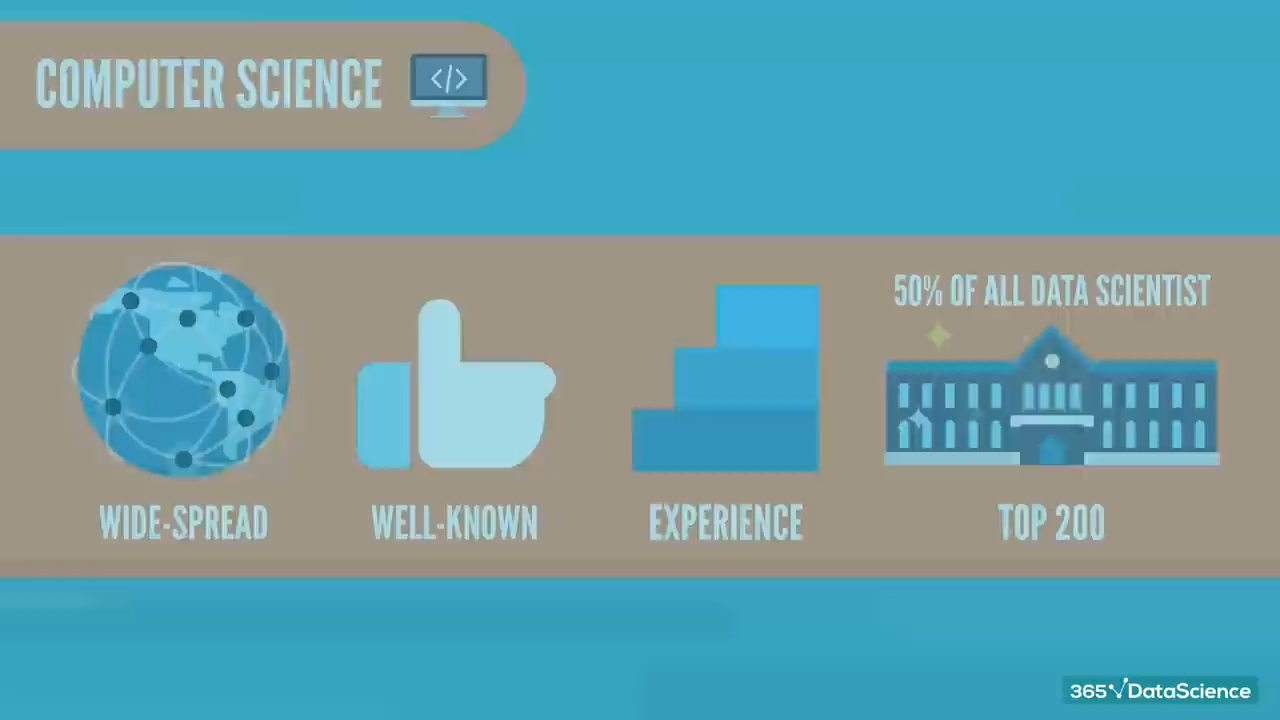 COMPUTER SCIENCE
</>
50% OF ALL DATA SCIENTIST
WIDE-SPREAD
WELL-KNOWN
EXPERIENCE
TOP 200
365 DataScience